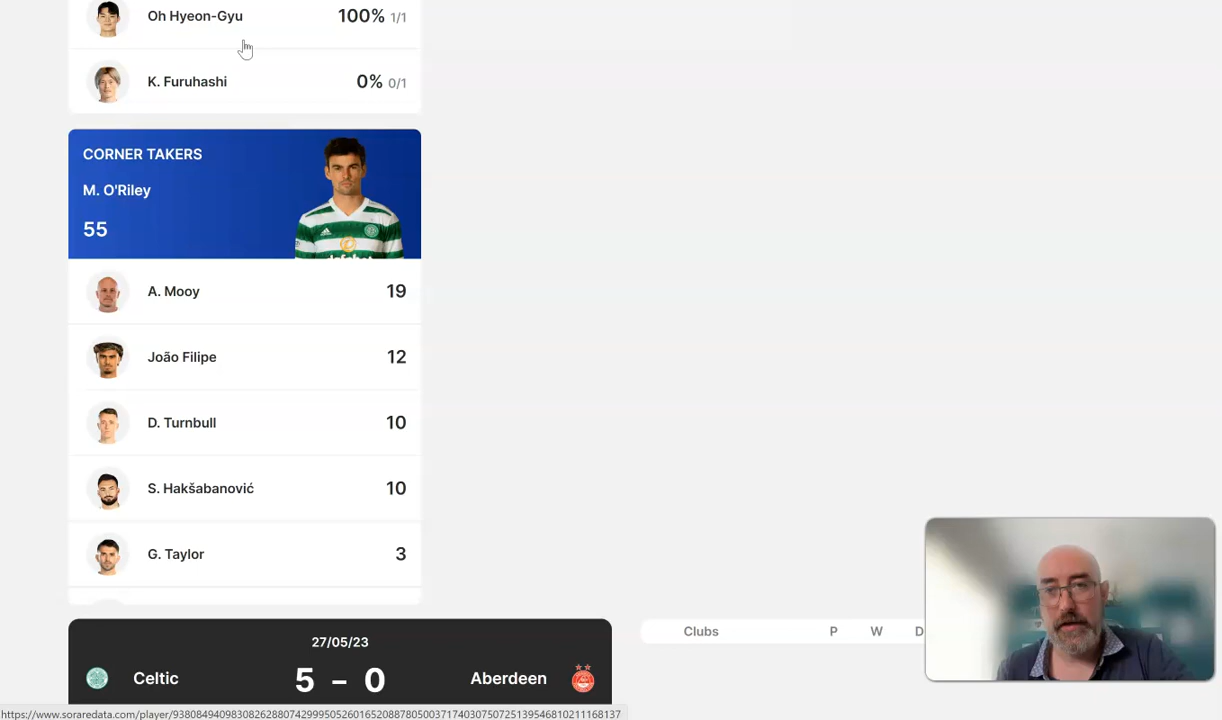 Oh Hyeon-Gyu 100% 1/1
K. Furuhashi 0% 0/1
CORNER TAKERS
M. O'Riley
55
A. Mooy 19
João Filipe 12
D. Turnbull 10
S. Hakšabanović 10
G. Taylor 3
27/05/23
Celtic 5 – 0 Aberdeen
Clubs P W D
https://www.soraredata.com/player/93808494098308262880742999505260165208878050037174030750725139546810211168137